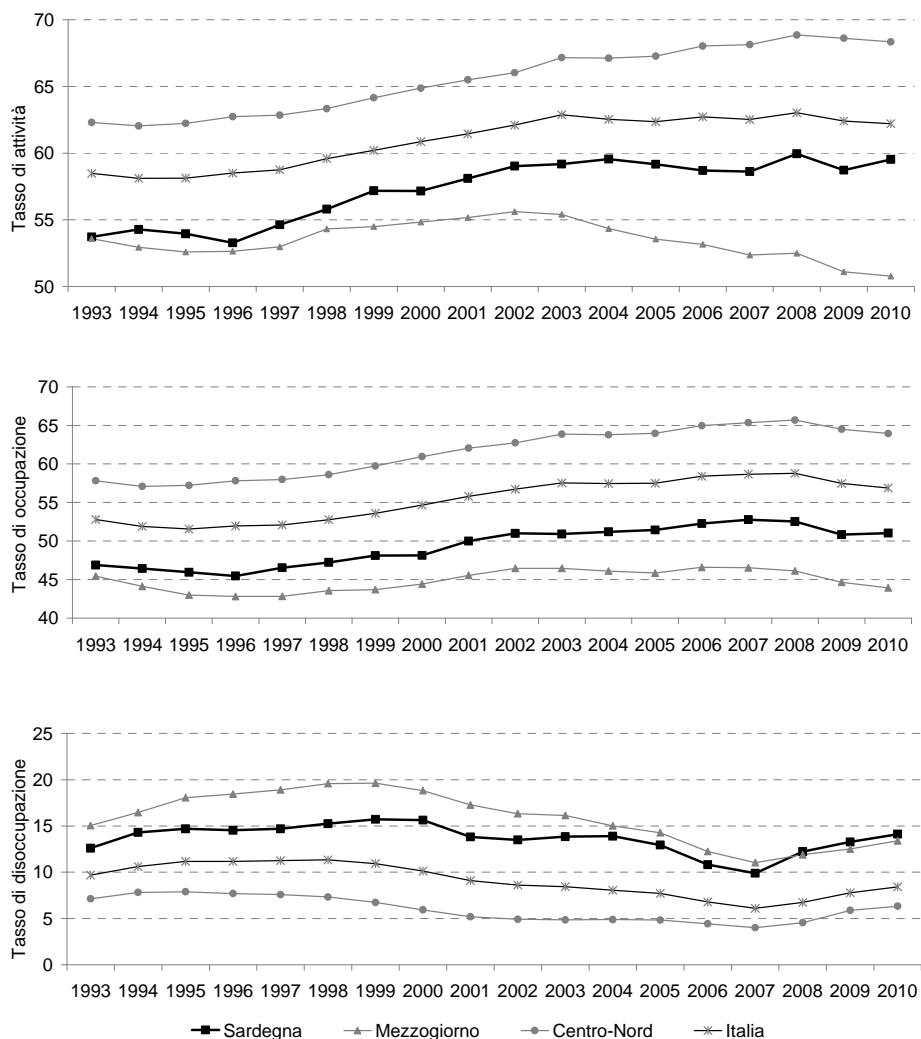 Tasso di attività
70
65
60
55
50
1993 1994 1995 1996 1997 1998 1999 2000 2001 2002 2003 2004 2005 2006 2007 2008 2009 2010
Tasso di occupazione
70
65
60
55
50
45
40
1993 1994 1995 1996 1997 1998 1999 2000 2001 2002 2003 2004 2005 2006 2007 2008 2009 2010
Tasso di disoccupazione
25
20
15
10
5
0
1993 1994 1995 1996 1997 1998 1999 2000 2001 2002 2003 2004 2005 2006 2007 2008 2009 2010
Sardegna Mezzogiorno Centro-Nord Italia